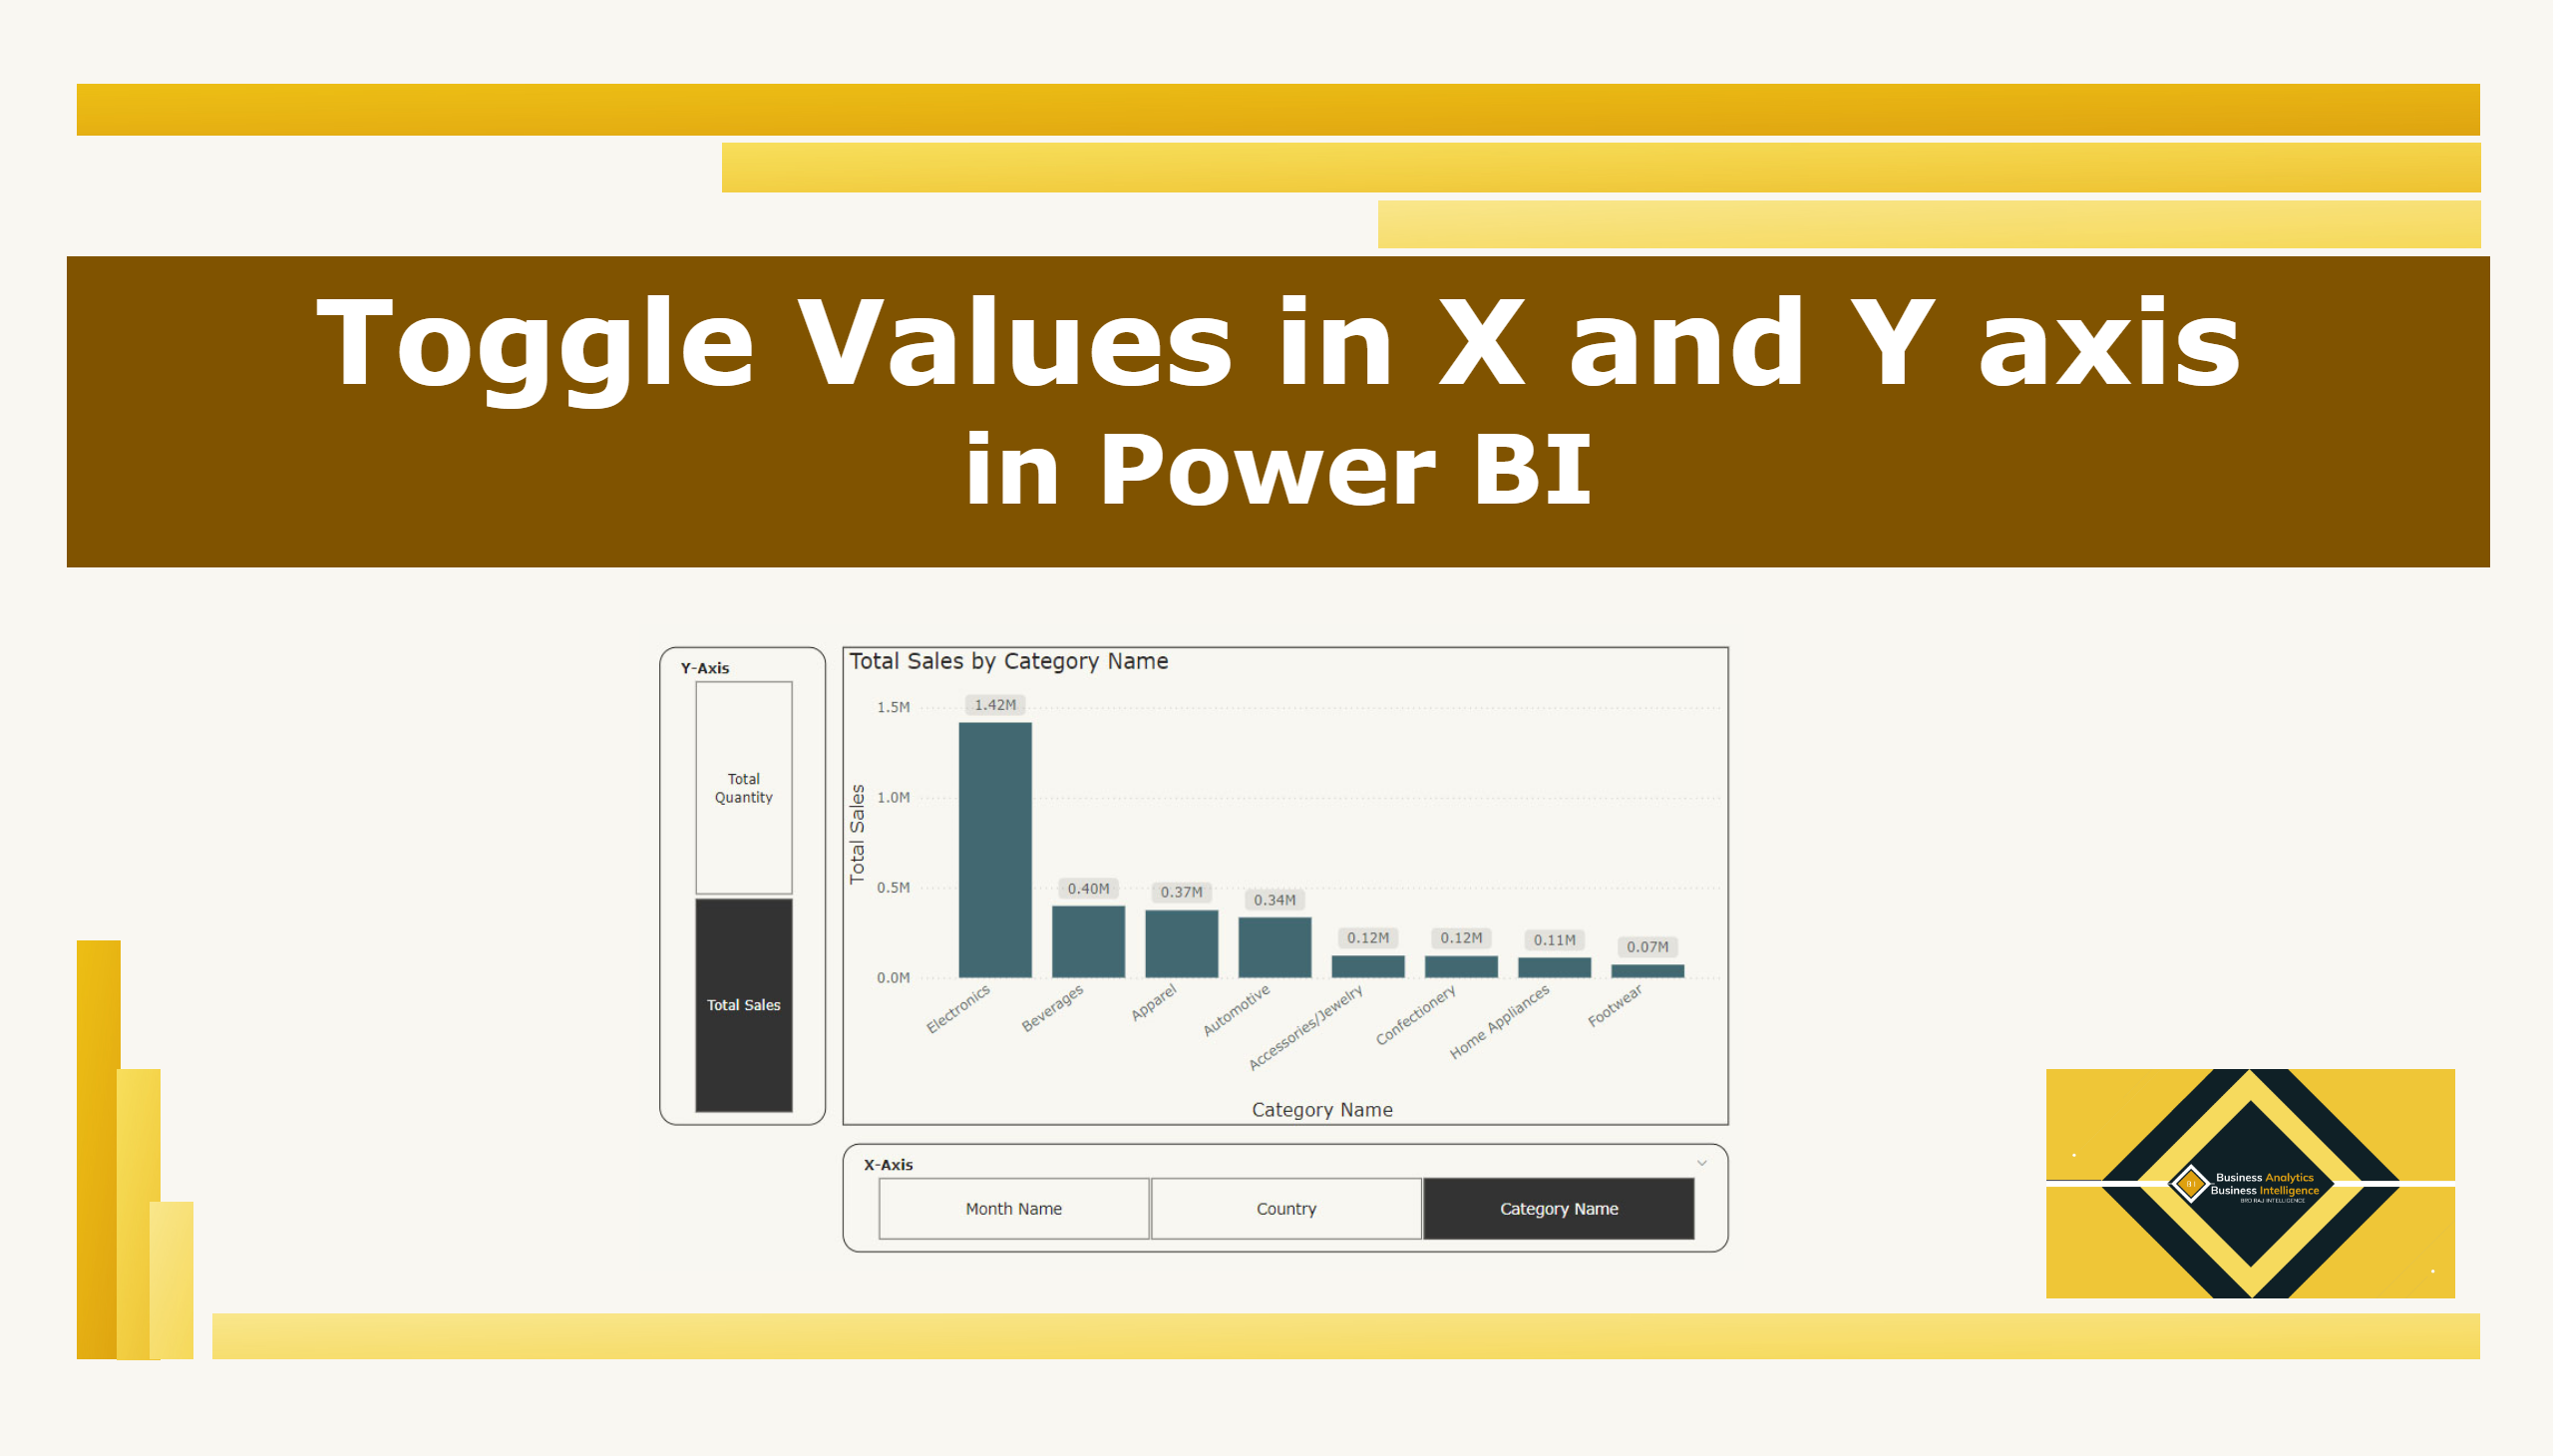 Toggle Values in X and Y axis
in Power BI
Y-Axis
Total
Quantity
Total Sales
Total Sales by Category Name
Total Sales
1.5M
1.0M
0.5M
0.0M
1.42M
0.40M
0.37M
0.34M
0.12M
0.12M
0.11M
0.07M
Electronics
Beverages
Apparel
Automotive
Accessories/Jewelry
Confectionery
Home Appliances
Footwear
Category Name
X-Axis
Month Name
Country
Category Name
Business Analytics
Business Intelligence
BRO RAJ INTELLIGENCE